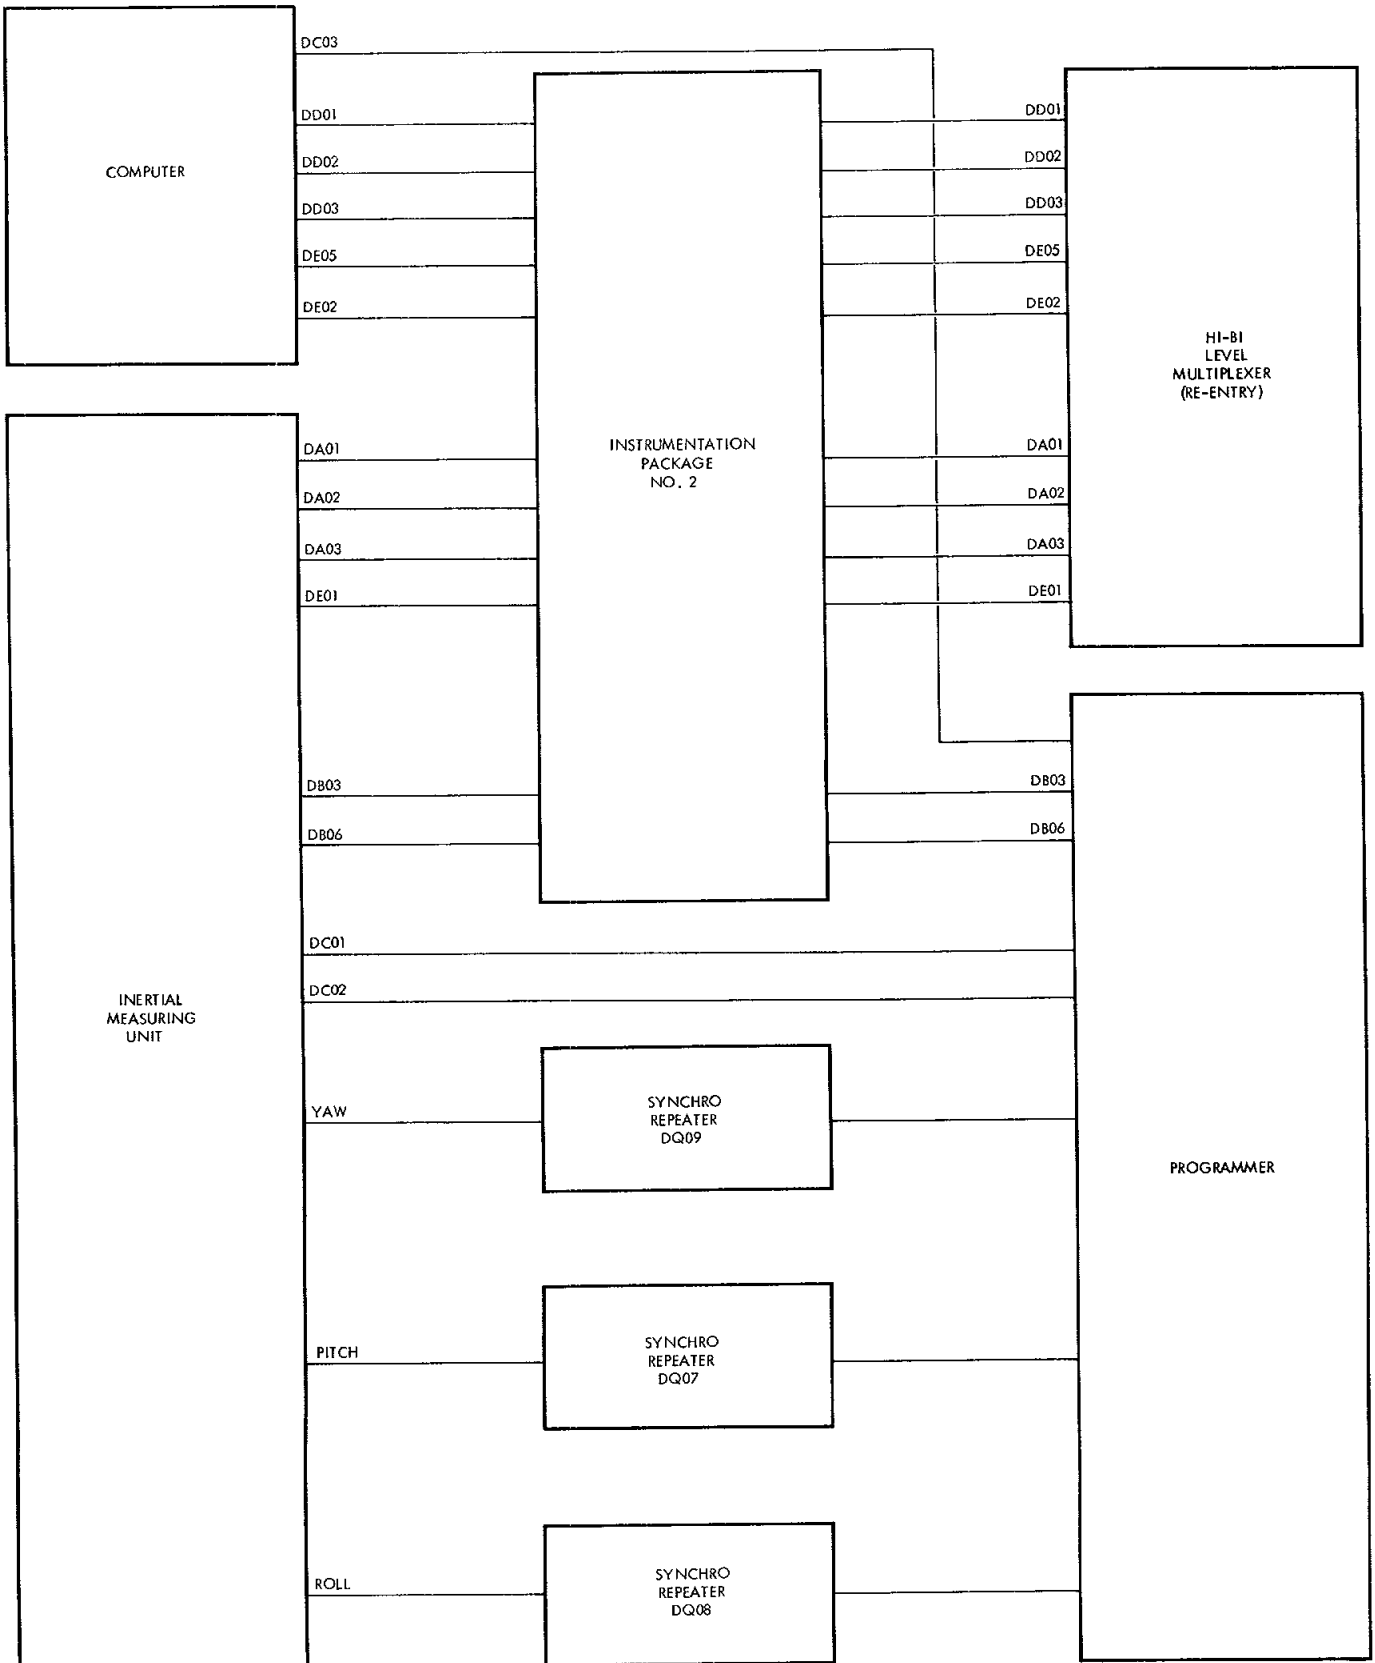 DC03
DD01
DD02
DD03
DE05
DE02
COMPUTER
DD01
DD02
DD03
DE05
DE02
HI-BI
LEVEL
MULTIPLEXER
(RE-ENTRY)
DA01
DA02
DA03
DE01
INSTRUMENTATION
PACKAGE
NO. 2
DA01
DA02
DA03
DE01
DB03
DB06
DB03
DB06
DC01
DC02
INERTIAL
MEASURING
UNIT
YAW
SYNCHRO
REPEATER
DQ09
PROGRAMMER
PITCH
SYNCHRO
REPEATER
DQ07
ROLL
SYNCHRO
REPEATER
DQ08